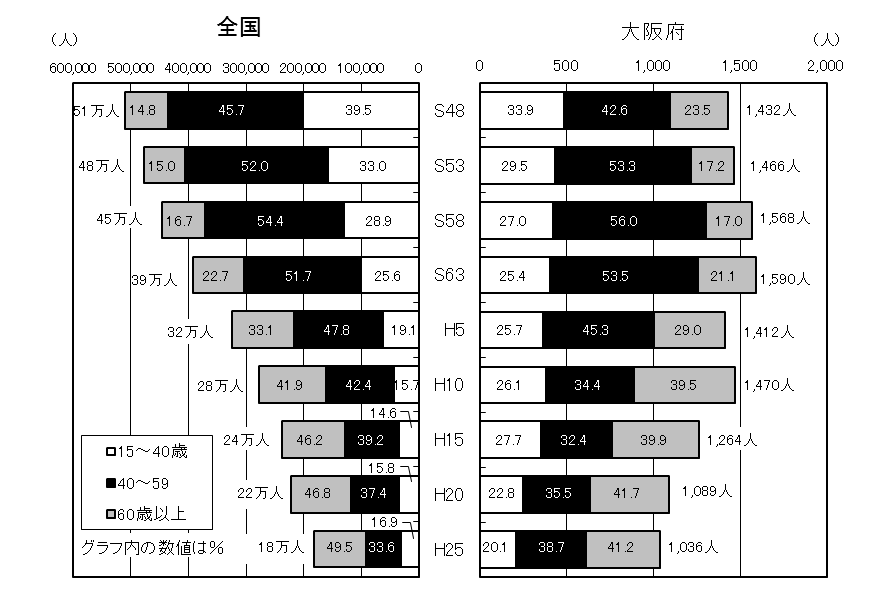 全国 大阪府
(人) (人)
600,000 500,000 400,000 300,000 200,000 100,000 0 0 500 1,000 1,500 2,000
51万人 14.8 45.7 39.5 S48 33.9 42.6 23.5 1,432人
48万人 15.0 52.0 33.0 S53 29.5 53.3 17.2 1,466人
45万人 16.7 54.4 28.9 S58 27.0 56.0 17.0 1,568人
39万人 22.7 51.7 25.6 S63 25.4 53.5 21.1 1,590人
32万人 33.1 47.8 19.1 H5 25.7 45.3 29.0 1,412人
28万人 41.9 42.4 15.7 H10 26.1 34.4 39.5 1,470人
14.6
24万人 46.2 39.2 H15 27.7 32.4 39.9 1,264人
15.8
22万人 46.8 37.4 H20 22.8 35.5 41.7 1,089人
16.9
18万人 49.5 33.6 H25 20.1 38.7 41.2 1,036人
15～40歳
40～59
60歳以上
グラフ内の数値は%